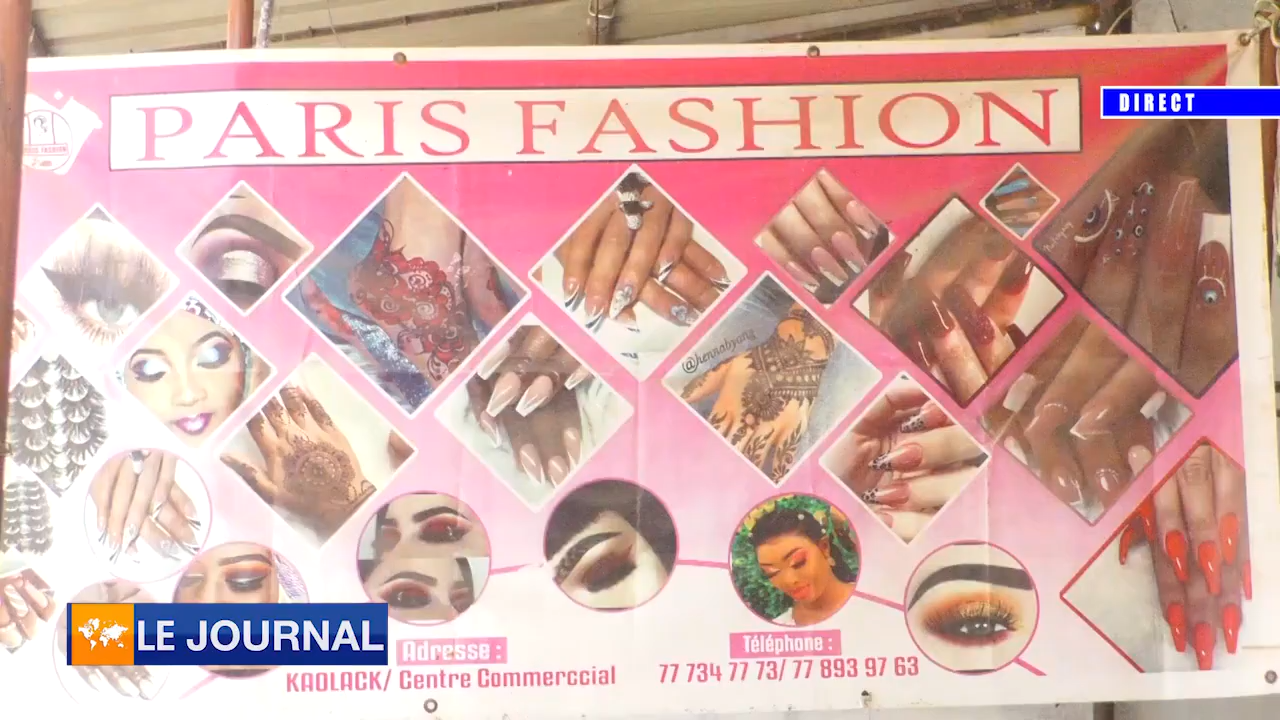 PARIS FASHION
DIRECT
@hennabyang
LE JOURNAL
Adresse :
KAOLACK/ Centre Commerccial
Téléphone :
77 734 77 73/ 77 893 97 63